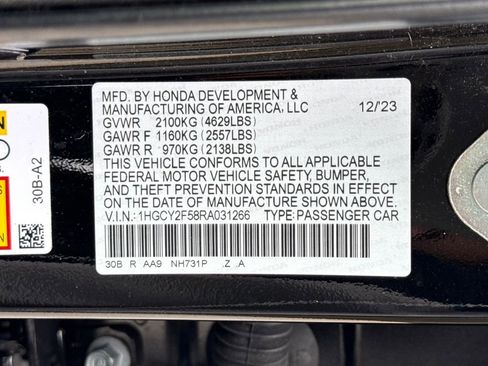 MFD. BY HONDA DEVELOPMENT &
MANUFACTURING OF AMERICA, LLC 12/23
GVWR 2100KG (4629LBS)
GAWR F 1160KG (2557LBS)
GAWR R 970KG (2138LBS)
THIS VEHICLE CONFORMS TO ALL APPLICABLE
FEDERAL MOTOR VEHICLE SAFETY, BUMPER,
AND THEFT PREVENTION STANDARDS IN EFFECT
ON THE DATE OF MANUFACTURE SHOWN ABOVE.
V.I.N.: 1HGCY2F58RA031266 TYPE: PASSENGER CAR
30B R AA9 NH731P .Z .A
30B-A2